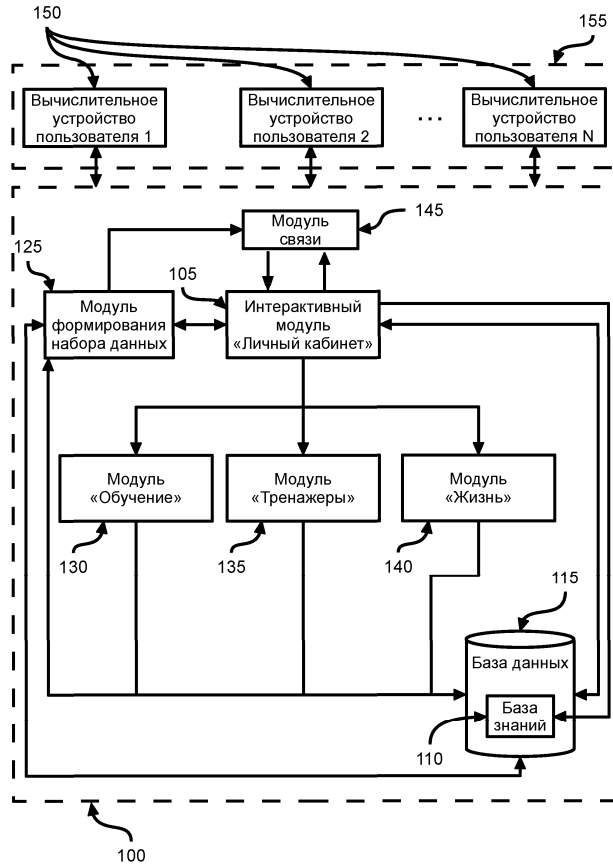 150
155
Вычислительное
устройство
пользователя 1
Вычислительное
устройство
пользователя 2
...
Вычислительное
устройство
пользователя N
Модуль
связи
145
125
105
Модуль
формирования
набора данных
Интерактивный
модуль
«Личный кабинет»
Модуль
«Обучение»
Модуль
«Тренажеры»
Модуль
«Жизнь»
130
135
140
115
База данных
База
знаний
110
100